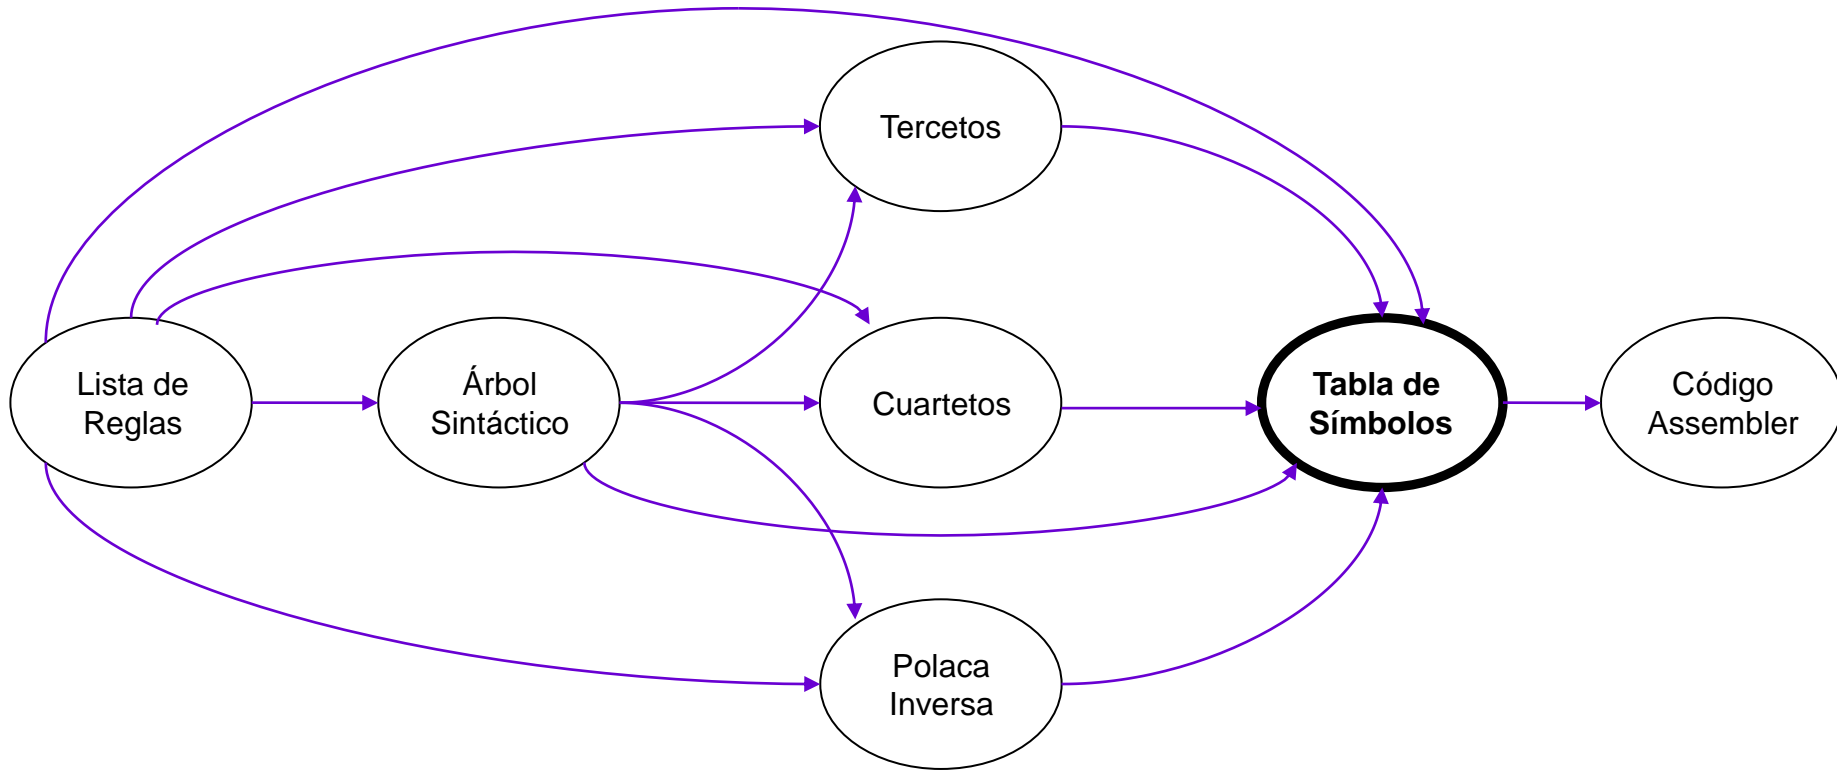 Tercetos
Lista de
Reglas
Árbol
Sintáctico
Cuartetos
Tabla de
Símbolos
Código
Assembler
Polaca
Inversa